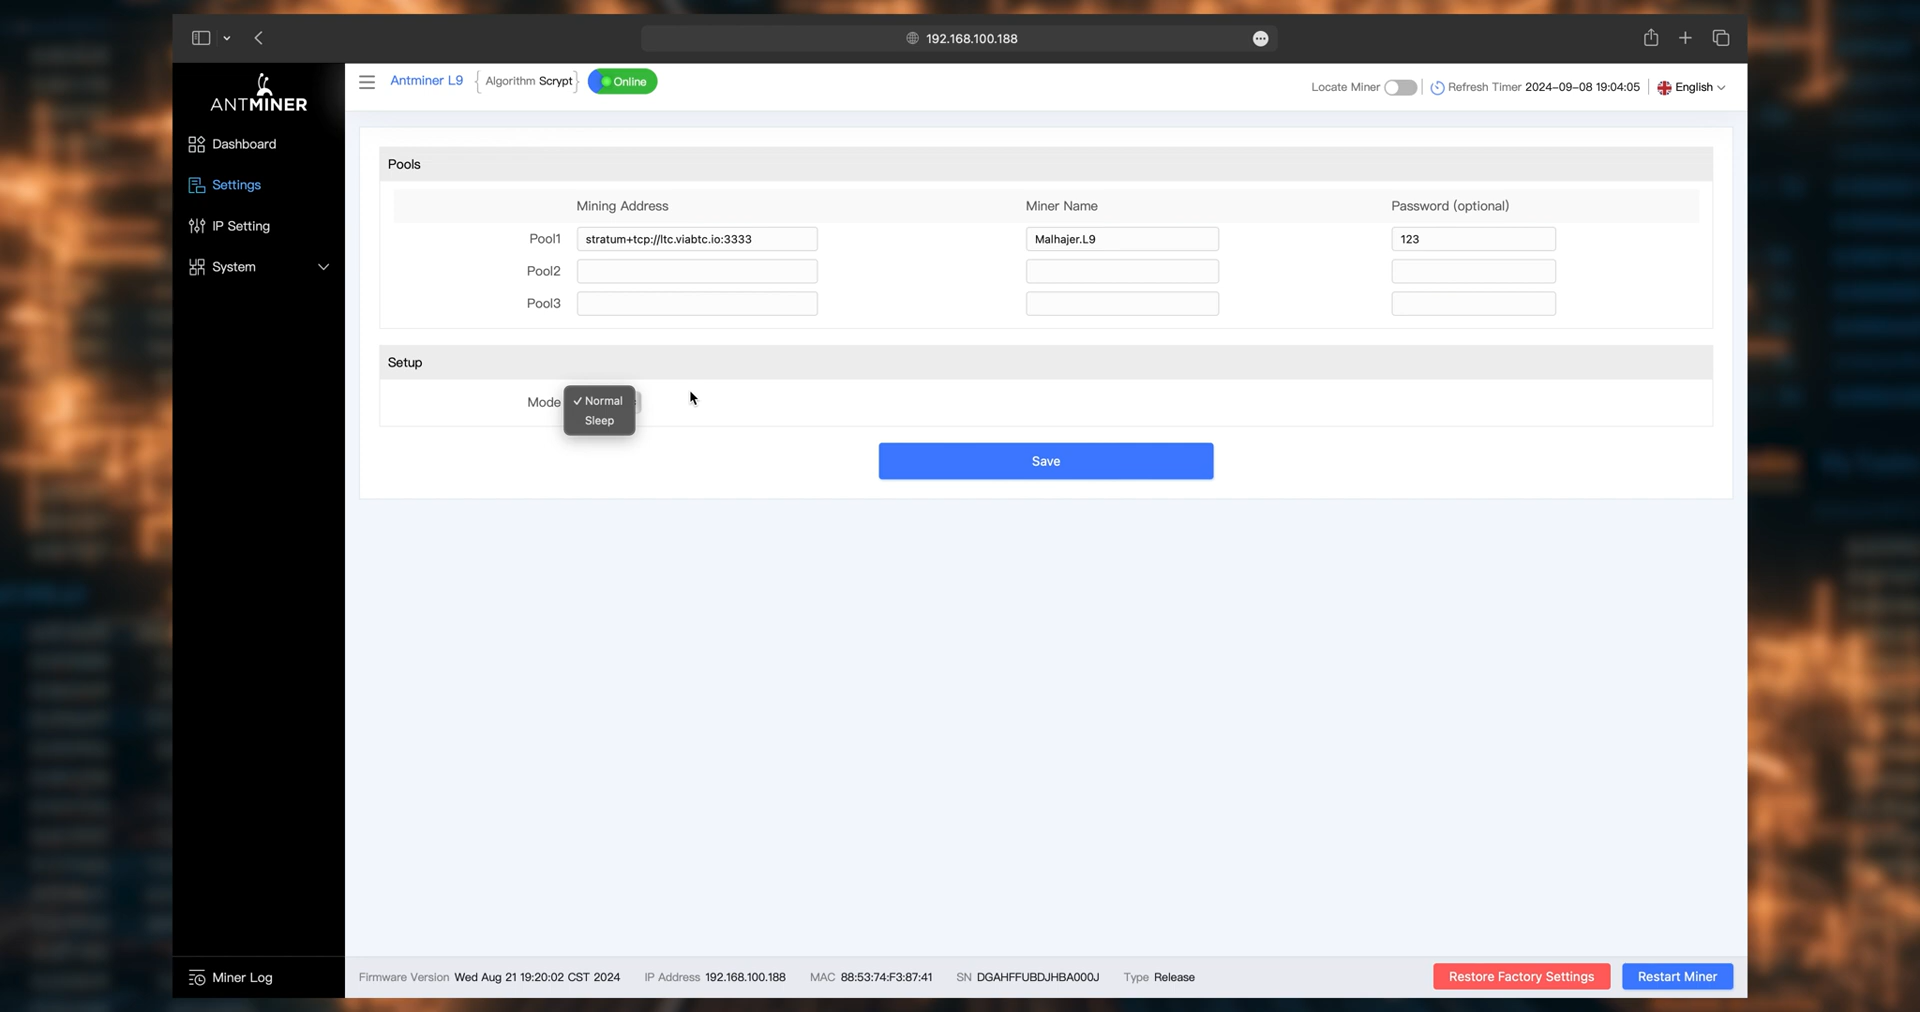 192.168.100.188
ANTMINER
Antminer L9 Algorithm Scrypt Online
Locate Miner Refresh Timer 2024-09-08 19:04:05 English
Dashboard
Settings
IP Setting
System
Pools
Mining Address Miner Name Password (optional)
Pool1 stratum+tcp://ltc.viabtc.io:3333 Malhajer.L9 123
Pool2
Pool3
Setup
Mode Normal
Sleep
Save
Miner Log
Firmware Version Wed Aug 21 19:20:02 CST 2024 IP Address 192.168.100.188 MAC 88:53:74:F3:87:41 SN DGAHFFUBDJHBA000J Type Release
Restore Factory Settings Restart Miner